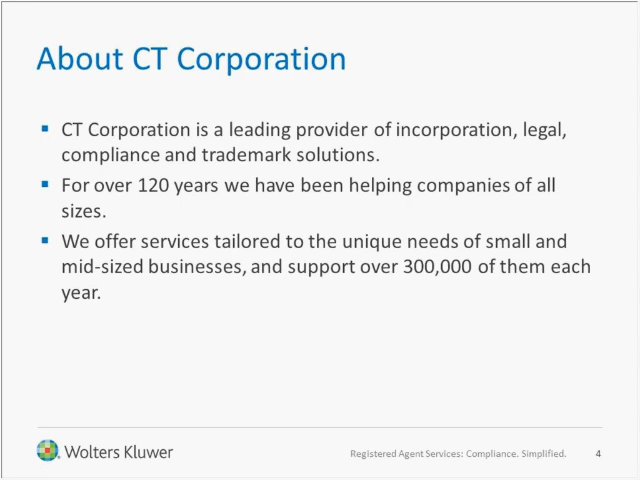 About CT Corporation
▪ CT Corporation is a leading provider of incorporation, legal,
compliance and trademark solutions.
▪ For over 120 years we have been helping companies of all
sizes.
▪ We offer services tailored to the unique needs of small and
mid-sized businesses, and support over 300,000 of them each
year.
Wolters Kluwer
Registered Agent Services: Compliance. Simplified. 4